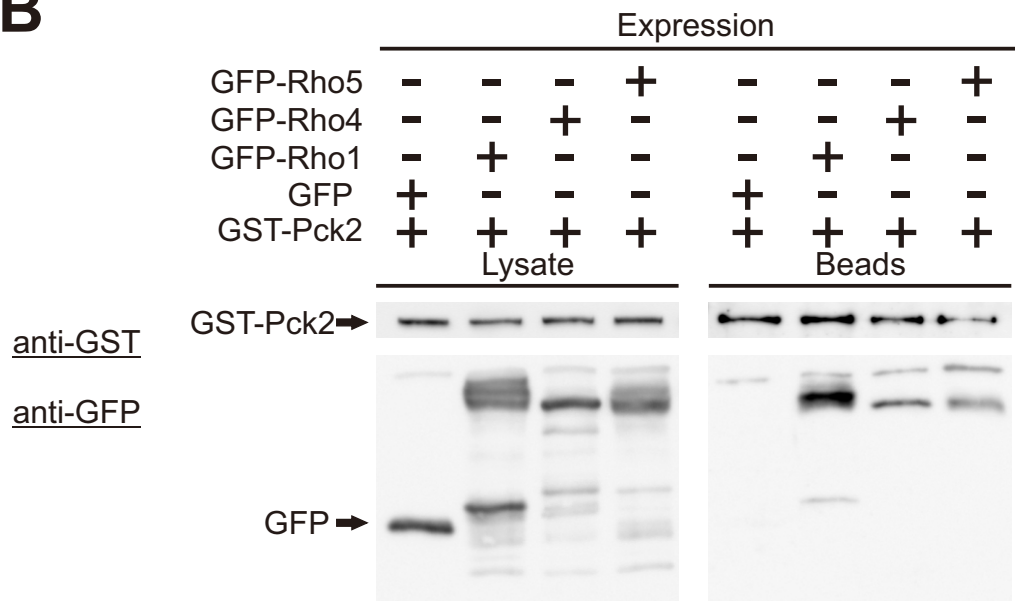 B
Expression
GFP-Rho5 - - - + - - - +
GFP-Rho4 - - + - - - + -
GFP-Rho1 - + - - - + - -
GFP + - - - + - - -
GST-Pck2 + + + + + + + +
Lysate Beads
GST-Pck2
anti-GST
anti-GFP
GFP